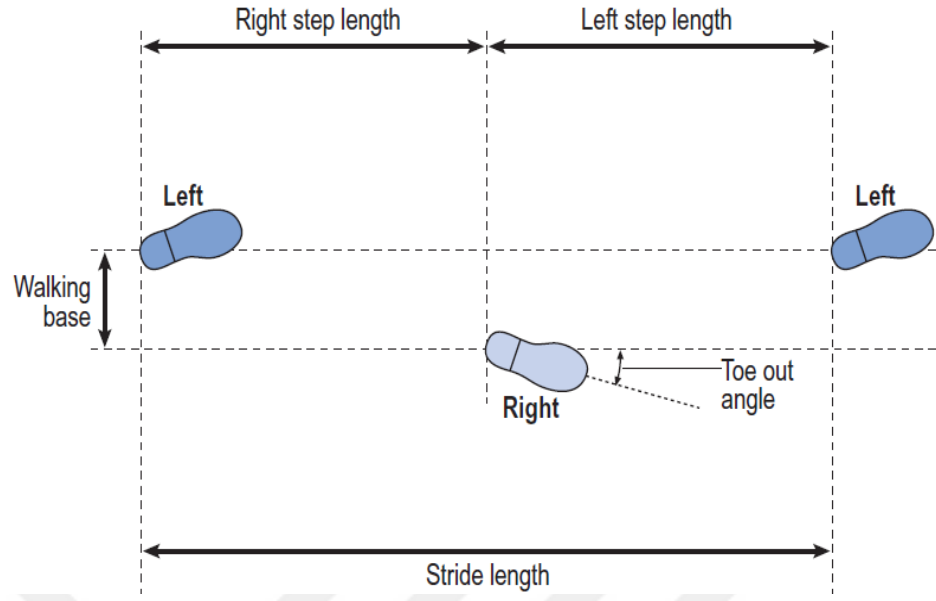 Right step length
Left step length
Left
Left
Walking
base
Toe out
angle
Right
Stride length